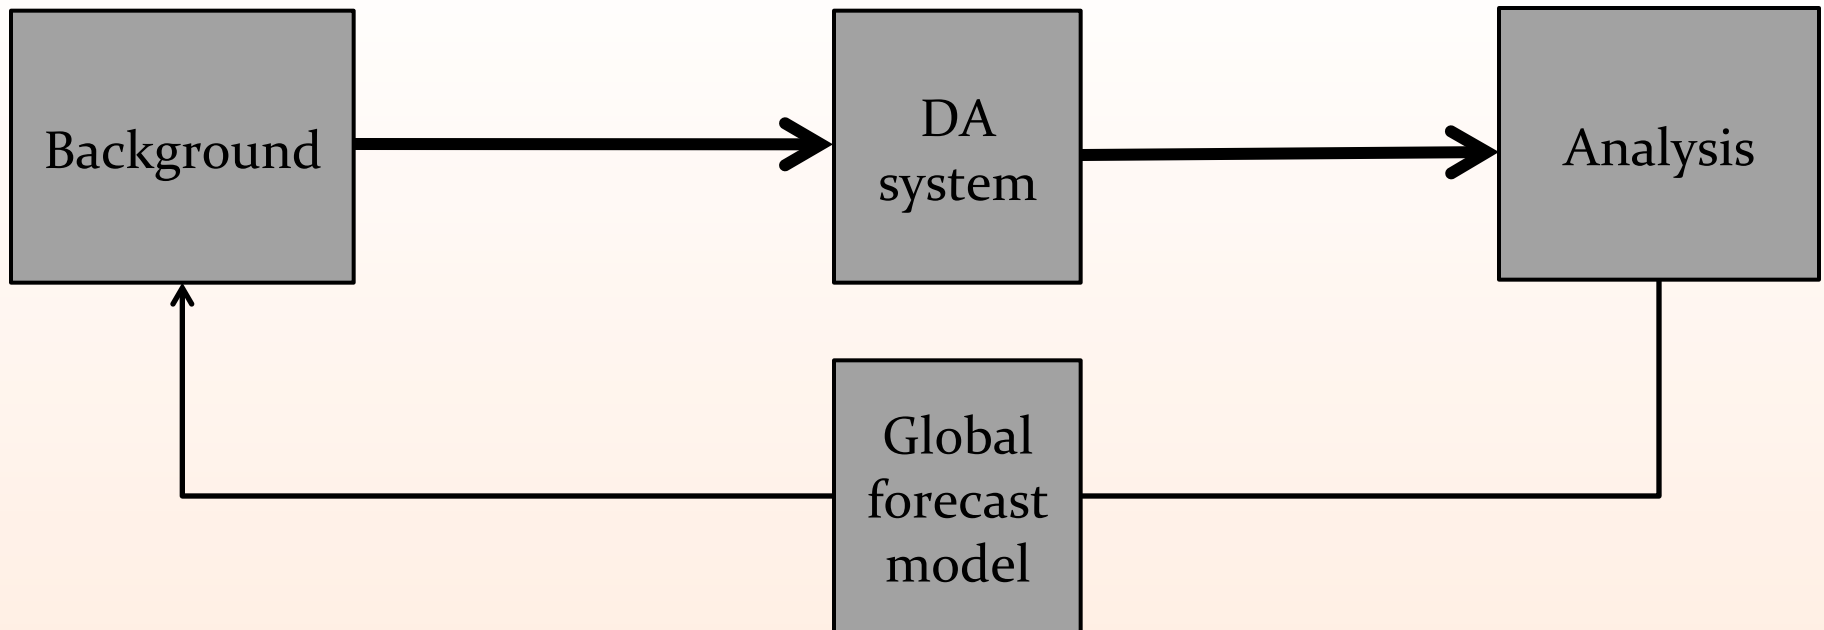 Background
DA
system
Analysis
Global
forecast
model